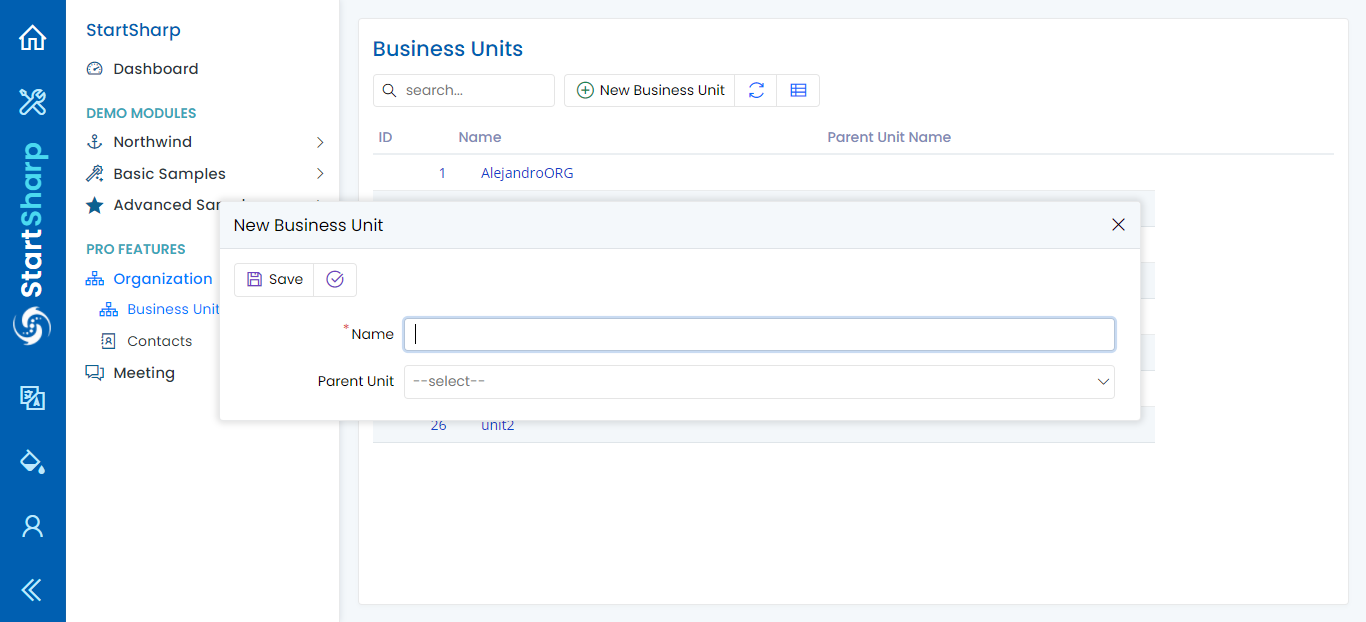 StartSharp
StartSharp
Dashboard
DEMO MODULES
Northwind
Basic Samples
Advanced
PRO FEATURES
Organization
Business Unit
Contacts
Meeting
Business Units
search...
New Business Unit
ID Name Parent Unit Name
1 AlejandroORG
New Business Unit
Save
*Name
Parent Unit --select--
26 unit2